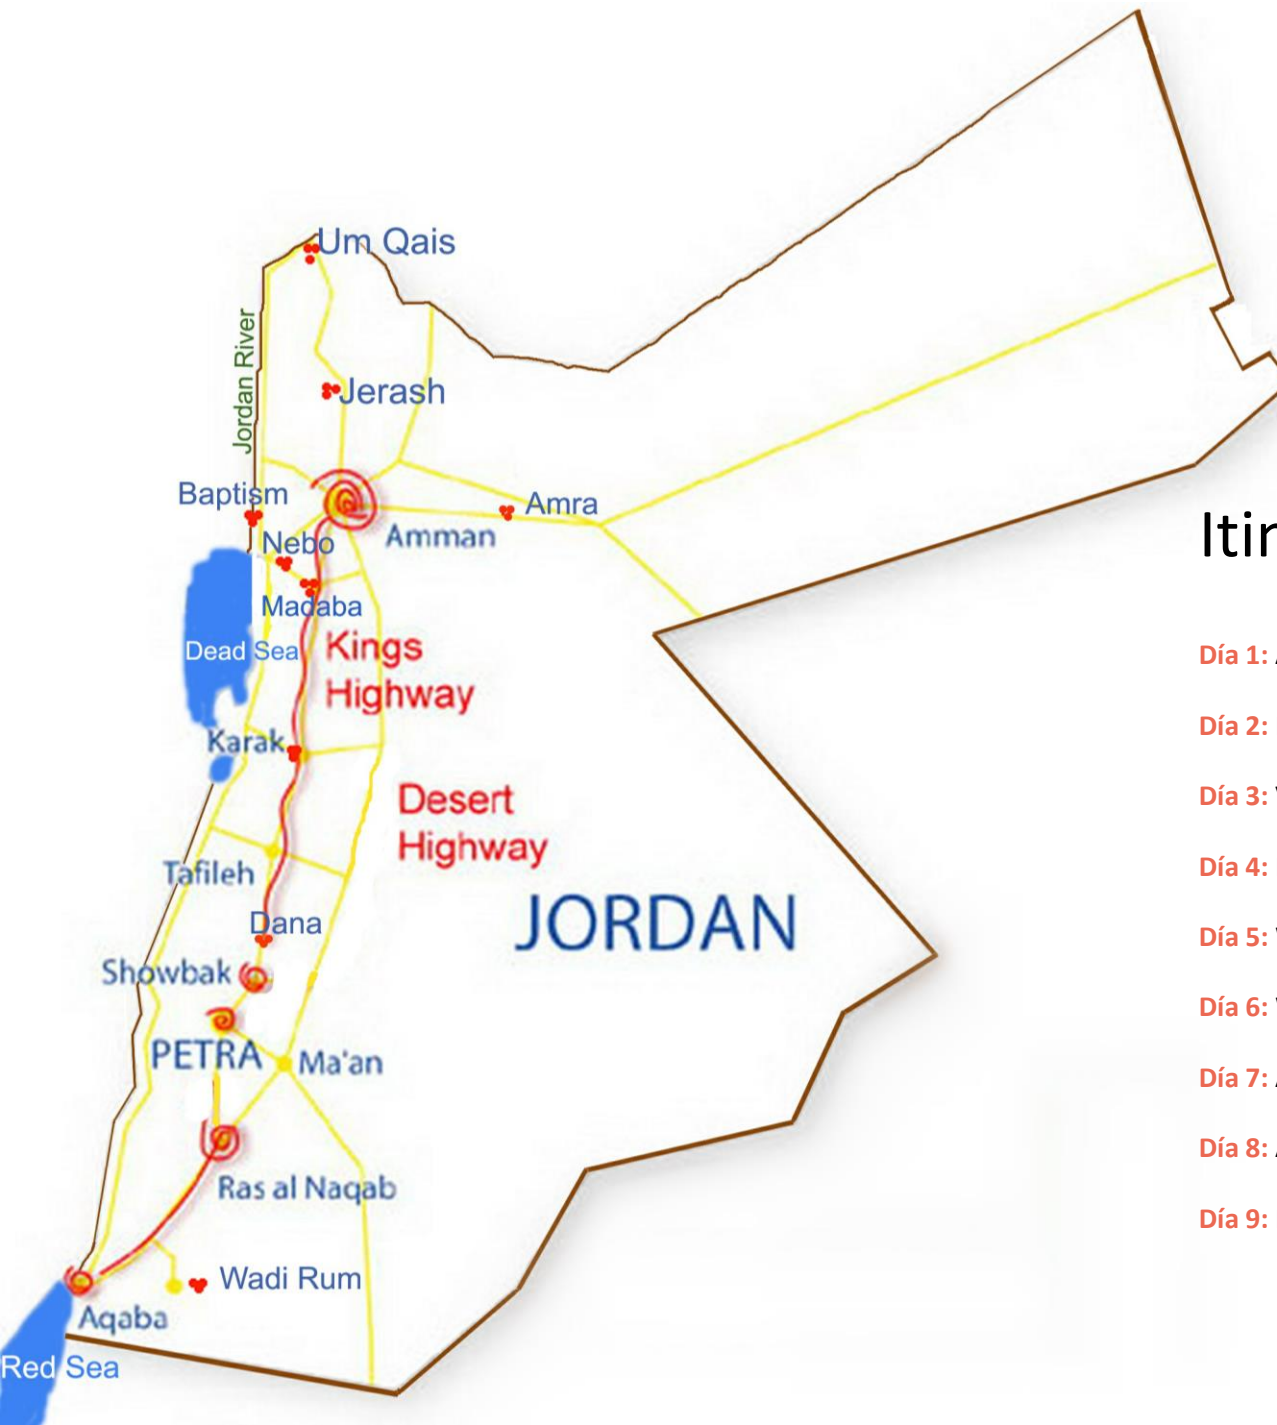 Um Qais
Jordan River
Jerash
Baptism
Amra
Amman
Nebo
Madaba
Dead Sea
Kings
Highway
Karak
Desert
Highway
Tafileh
JORDAN
Dana
Showbak
PETRA
Ma'an
Ras al Naqab
Wadi Rum
Aqaba
Red Sea
Día 1:
Día 2:
Día 3:
Día 4:
Día 5:
Día 6:
Día 7:
Día 8:
Día 9: